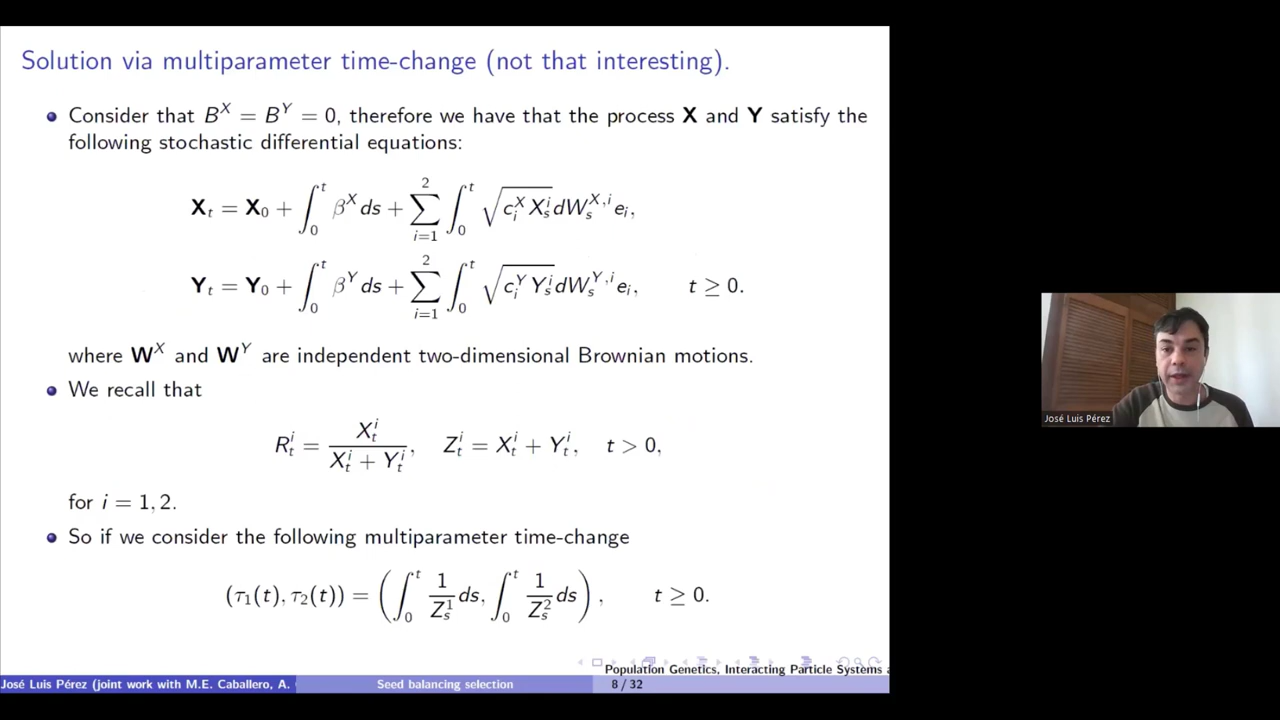 Solution via multiparameter time-change (not that interesting).
Consider that B^X = B^Y = 0, therefore we have that the process X and Y satisfy the
following stochastic differential equations:
X_t = X_0 + ∫_0^t β^X ds + ∑_{i=1}^2 ∫_0^t √(c_i^X X_s^i) dW_s^{X,i} e_i,
Y_t = Y_0 + ∫_0^t β^Y ds + ∑_{i=1}^2 ∫_0^t √(c_i^Y Y_s^i) dW_s^{Y,i} e_i, t ≥ 0.
where W^X and W^Y are independent two-dimensional Brownian motions.
We recall that
R_t^i = X_t^i / (X_t^i + Y_t^i), Z_t^i = X_t^i + Y_t^i, t > 0,
for i = 1, 2.
So if we consider the following multiparameter time-change
(τ_1(t), τ_2(t)) = (∫_0^t 1/Z_s^1 ds, ∫_0^t 1/Z_s^2 ds), t ≥ 0.
Population Genetics, Interacting Particle Systems a
José Luis Pérez (joint work with M.E. Caballero, A.
Seed balancing selection
8 / 32
José Luis Pérez